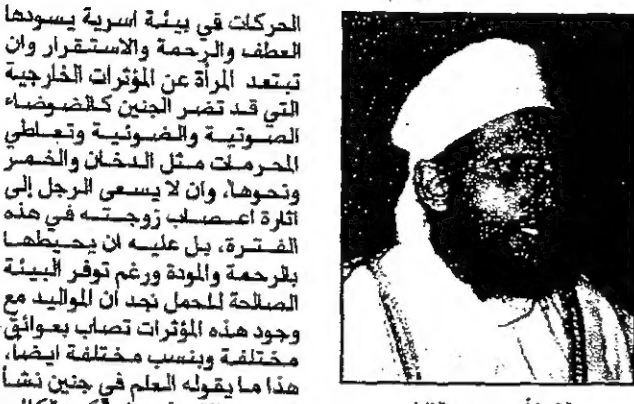 الحركات في بيئة اسرية يسودها
العطف والرحمة والاستقرار وان
تبتعد المرأة عن المؤثرات الخارجية
التي قد تضر الجنين كالضوضاء
الصوتية والضوئية وتعاطي
المحرمات مثل الدخان والخمر
ونحوها، وان لا يسعى الرجل إلى
اثارة اعصاب زوجته في هذه
الفترة، بل عليه ان يحيطها
بالرحمة والمودة ورغم توفر البيئة
الصالحة للحمل نجد أن المواليد مع
وجود هذه المؤثرات تصاب بعوائق
مختلفة وبنسب مختلفة ايضا،
هذا ما يقوله العلم في جنين نشأ